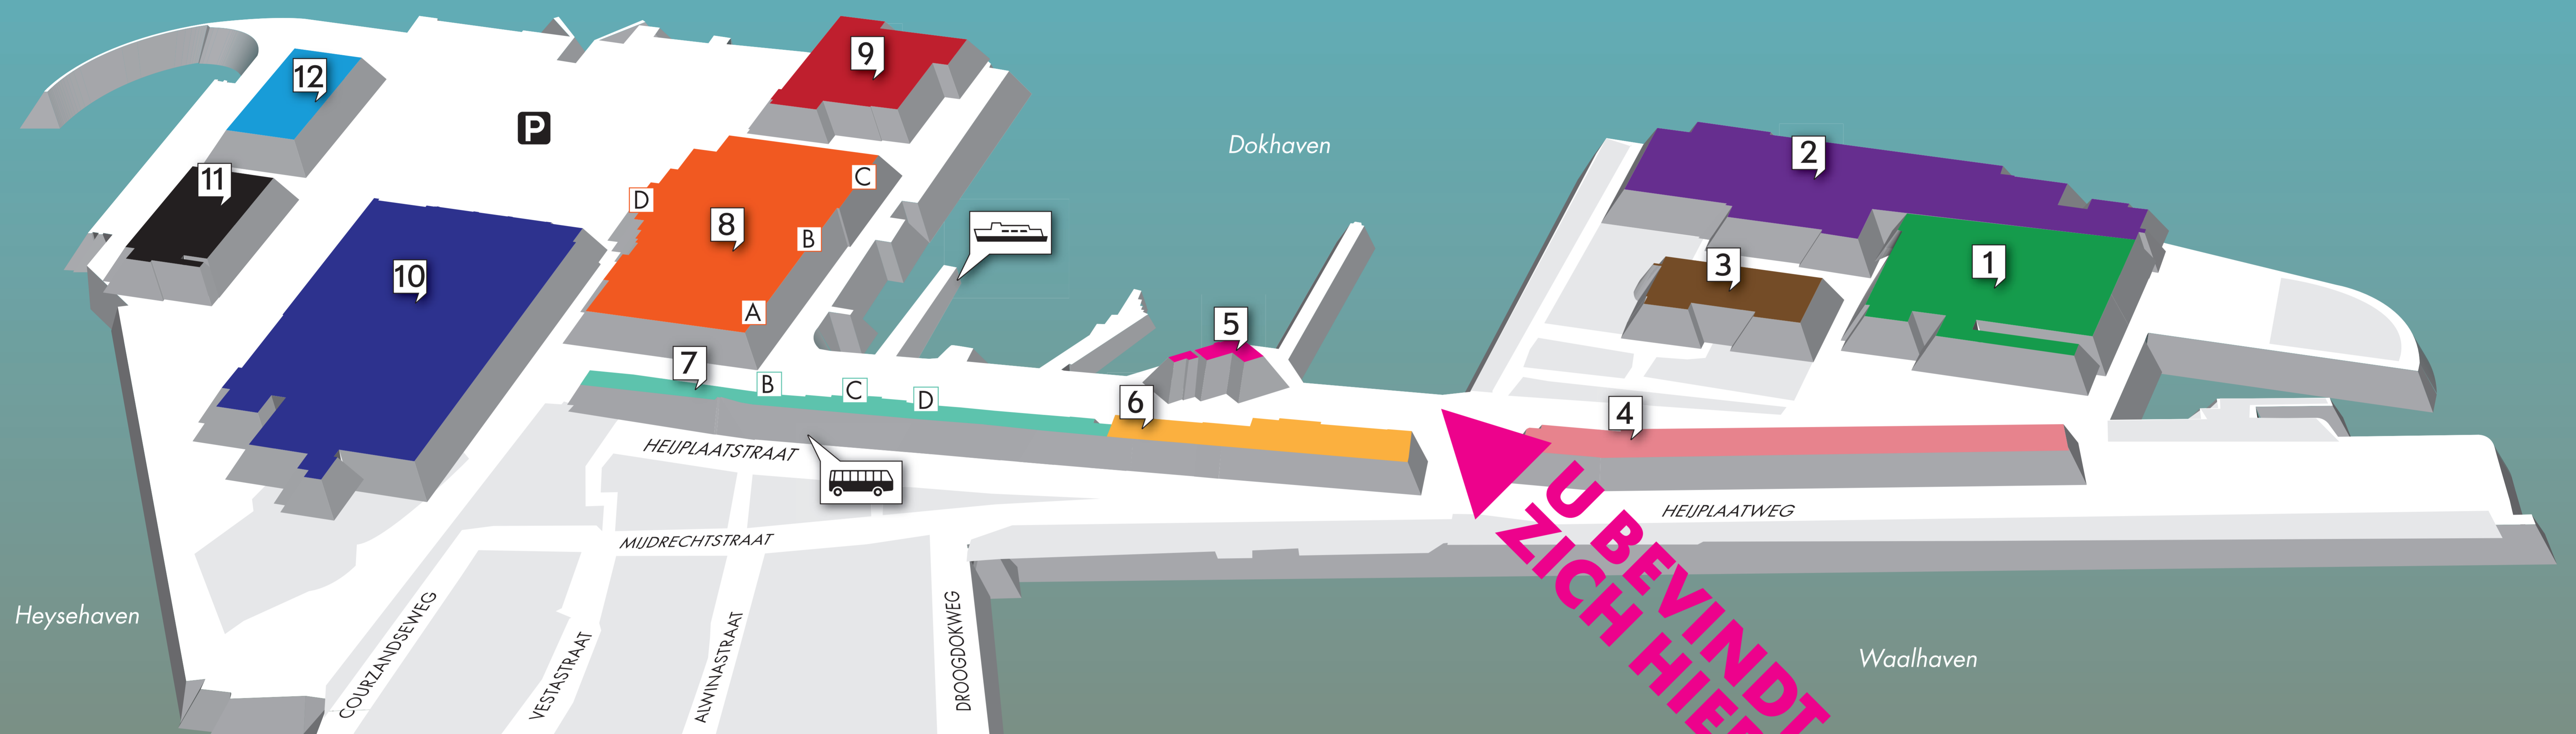 12
9
P
Dokhaven
2
11
C
D
8
B
1
3
10
A
5
7
B
C
D
6
4
HEIJPLAATSTRAAT
HEIJPLAATWEG
MIJDRECHTSTRAAT
U BEVINDT
ZICH HIER
Heysehaven
COURZANDSEWEG
VESTASTRAAT
ALWINASTRAAT
DROOGDOKWEG
Waalhaven